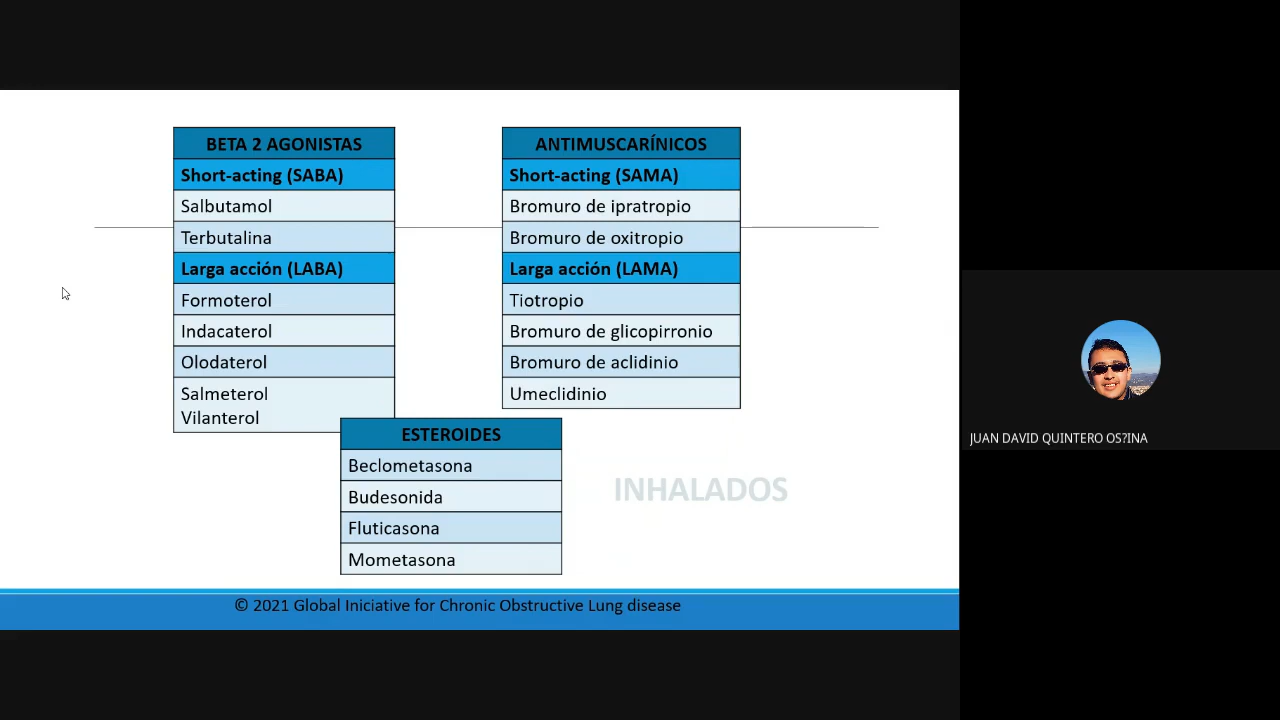 BETA 2 AGONISTAS
Short-acting (SABA)
Salbutamol
Terbutalina
Larga acción (LABA)
Formoterol
Indacaterol
Olodaterol
Salmeterol
Vilanterol
ANTIMUSCARÍNICOS
Short-acting (SAMA)
Bromuro de ipratropio
Bromuro de oxitropio
Larga acción (LAMA)
Tiotropio
Bromuro de glicopirronio
Bromuro de aclidinio
Umeclidinio
ESTEROIDES
Beclometasona
Budesonida
Fluticasona
Mometasona
INHALADOS
© 2021 Global Iniciative for Chronic Obstructive Lung disease
JUAN DAVID QUINTERO OS?INA